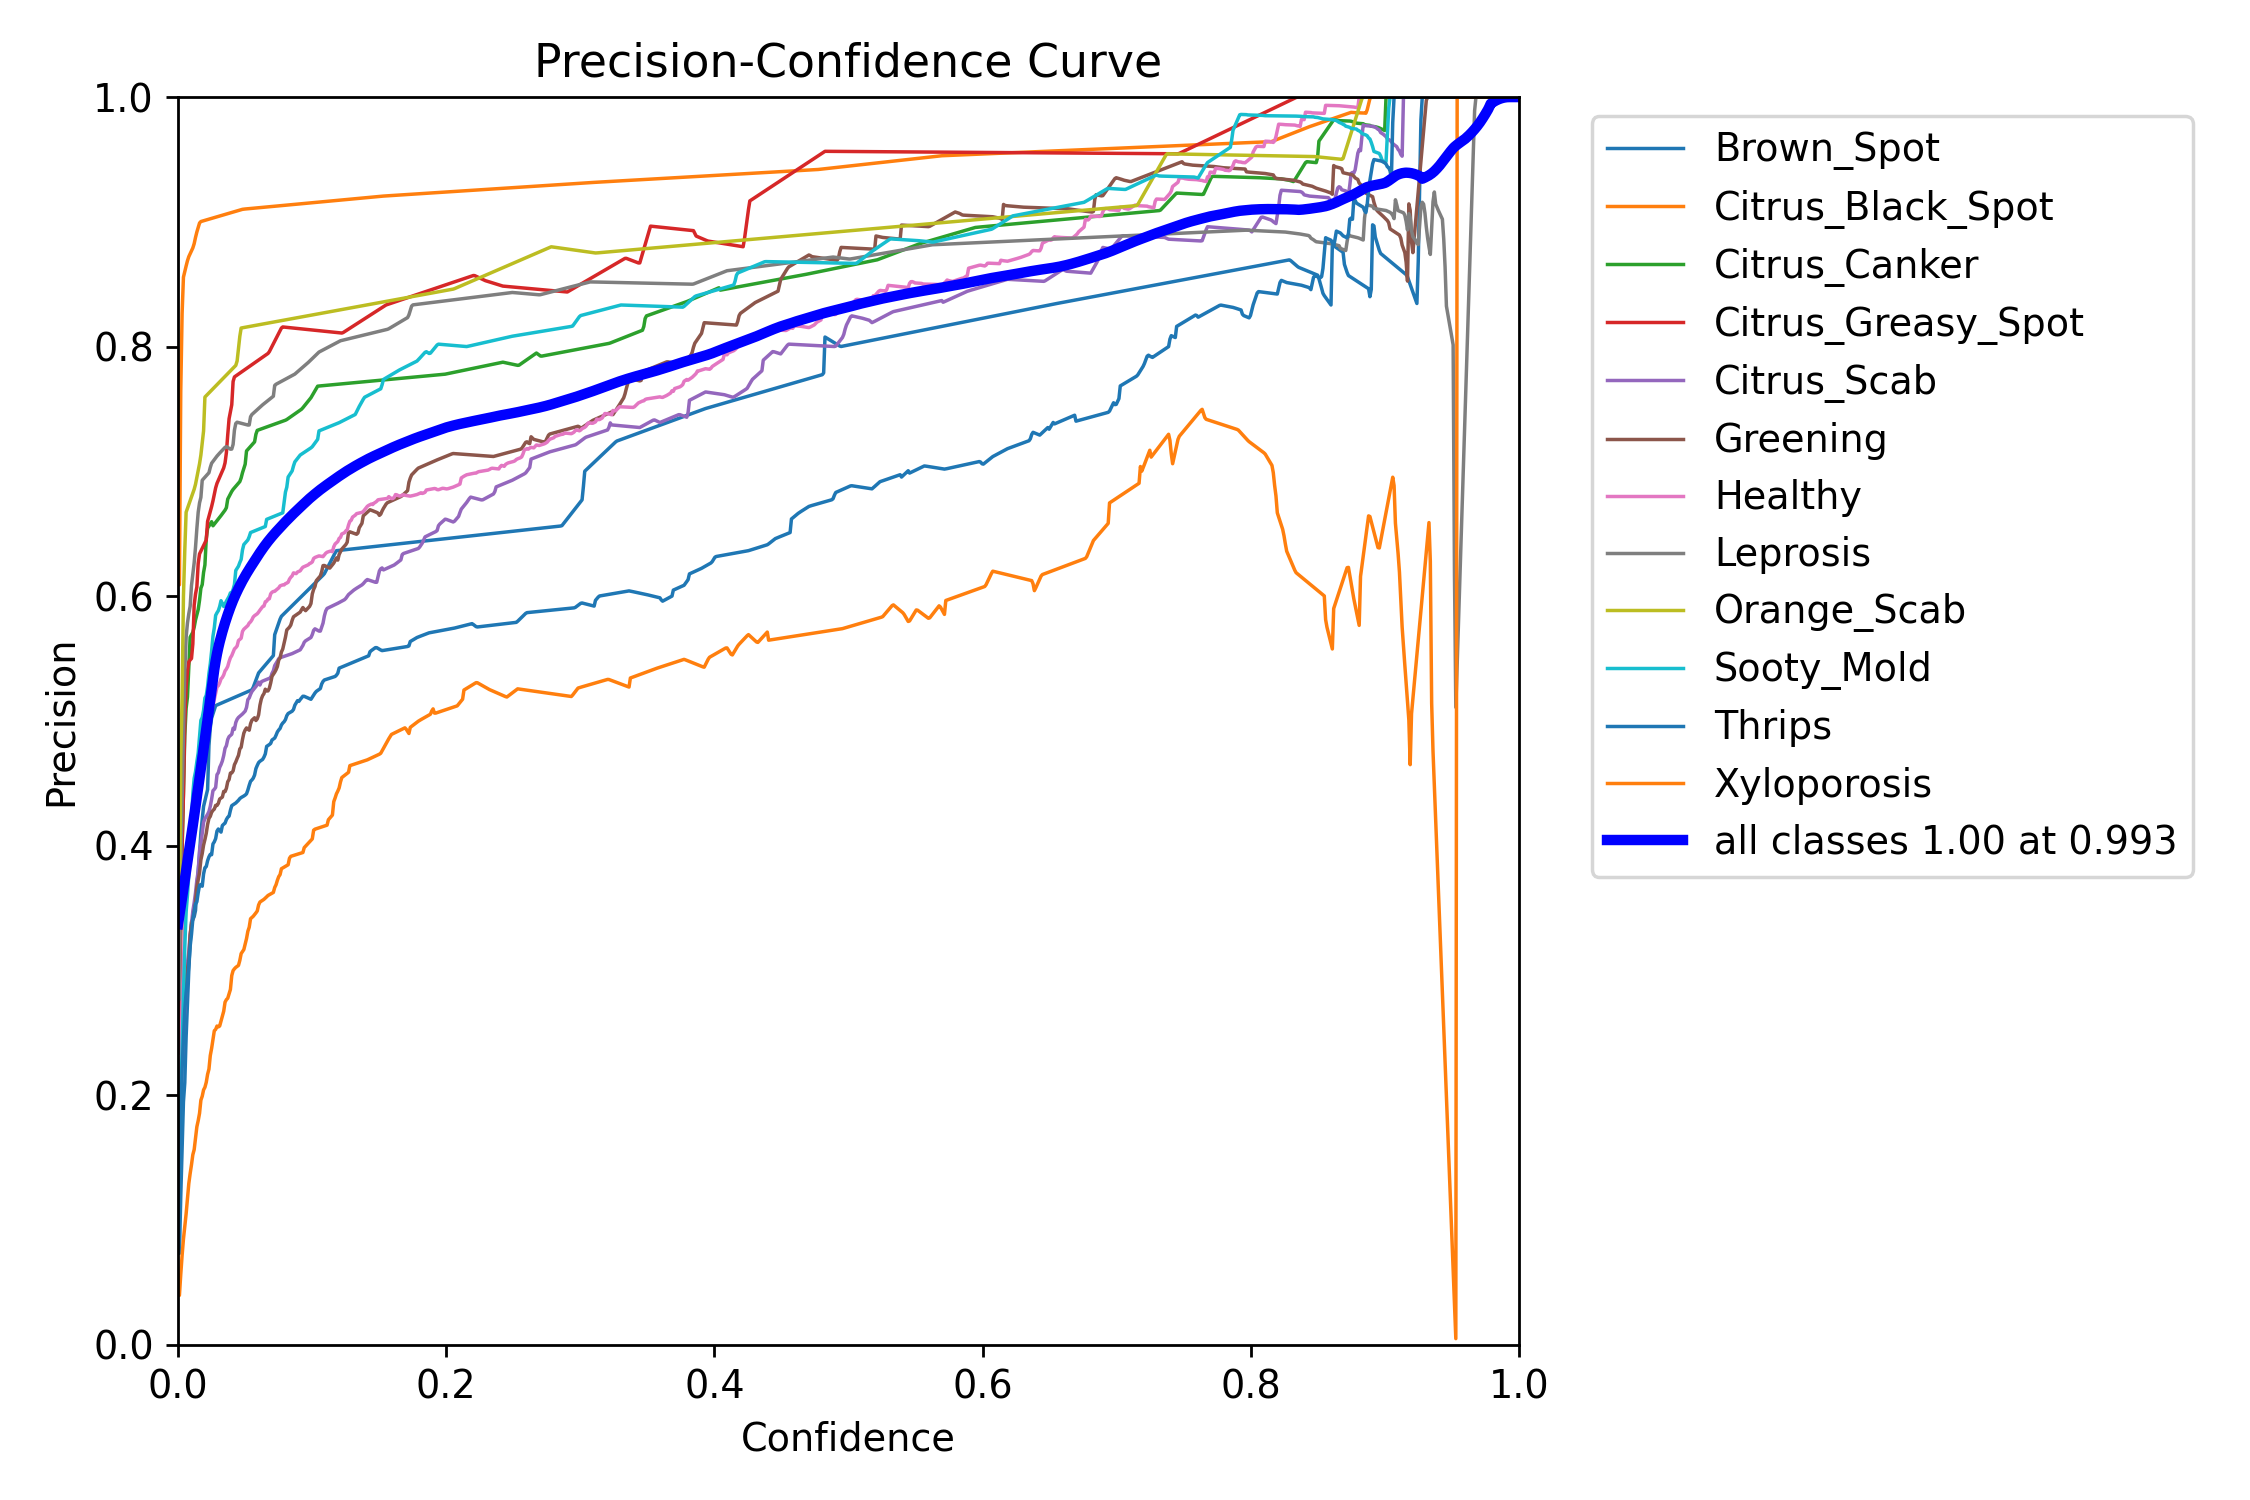 Precision-Confidence Curve
1.0
0.8
0.6
0.4
0.2
0.0
Precision
0.0 0.2 0.4 0.6 0.8 1.0
Confidence
Brown_Spot
Citrus_Black_Spot
Citrus_Canker
Citrus_Greasy_Spot
Citrus_Scab
Greening
Healthy
Leprosis
Orange_Scab
Sooty_Mold
Thrips
Xyloporosis
all classes 1.00 at 0.993